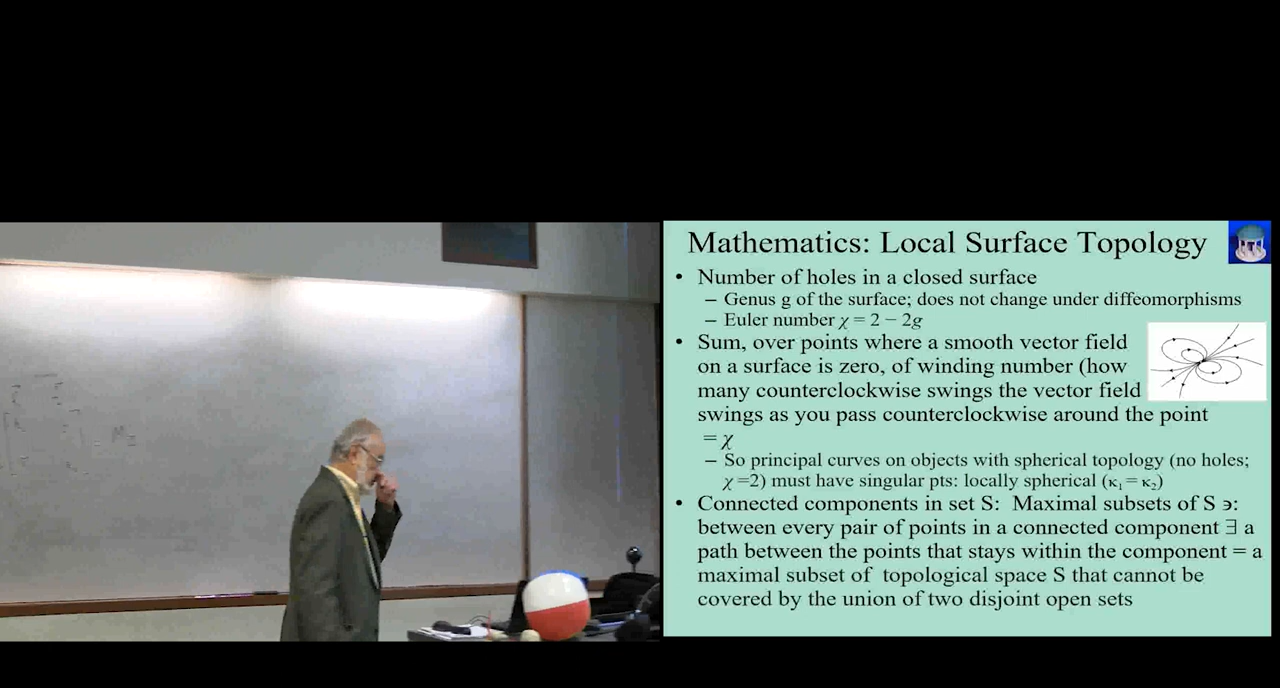 Mathematics: Local Surface Topology
• Number of holes in a closed surface
– Genus g of the surface; does not change under diffeomorphisms
– Euler number χ = 2 − 2g
• Sum, over points where a smooth vector field
on a surface is zero, of winding number (how
many counterclockwise swings the vector field
swings as you pass counterclockwise around the point
= χ
– So principal curves on objects with spherical topology (no holes;
χ =2) must have singular pts: locally spherical (κ₁ = κ₂)
• Connected components in set S: Maximal subsets of S ∍:
between every pair of points in a connected component ∃ a
path between the points that stays within the component = a
maximal subset of topological space S that cannot be
covered by the union of two disjoint open sets